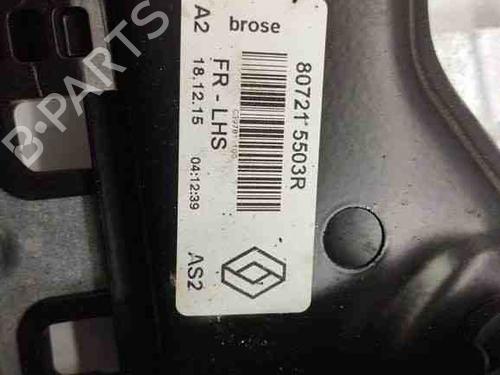 A2 brose
80721 5503R
FR - LHS
18.12.15 04:12:39
AS2
B-PARTS